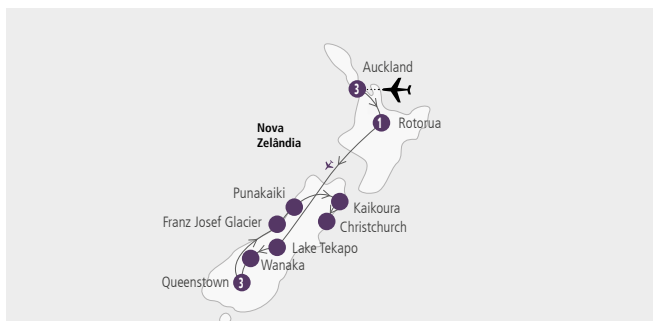 Auckland
3
1
Rotorua
Nova
Zelândia
Punakaiki
Kaikoura
Franz Josef Glacier
Christchurch
Lake Tekapo
Wanaka
Queenstown
3